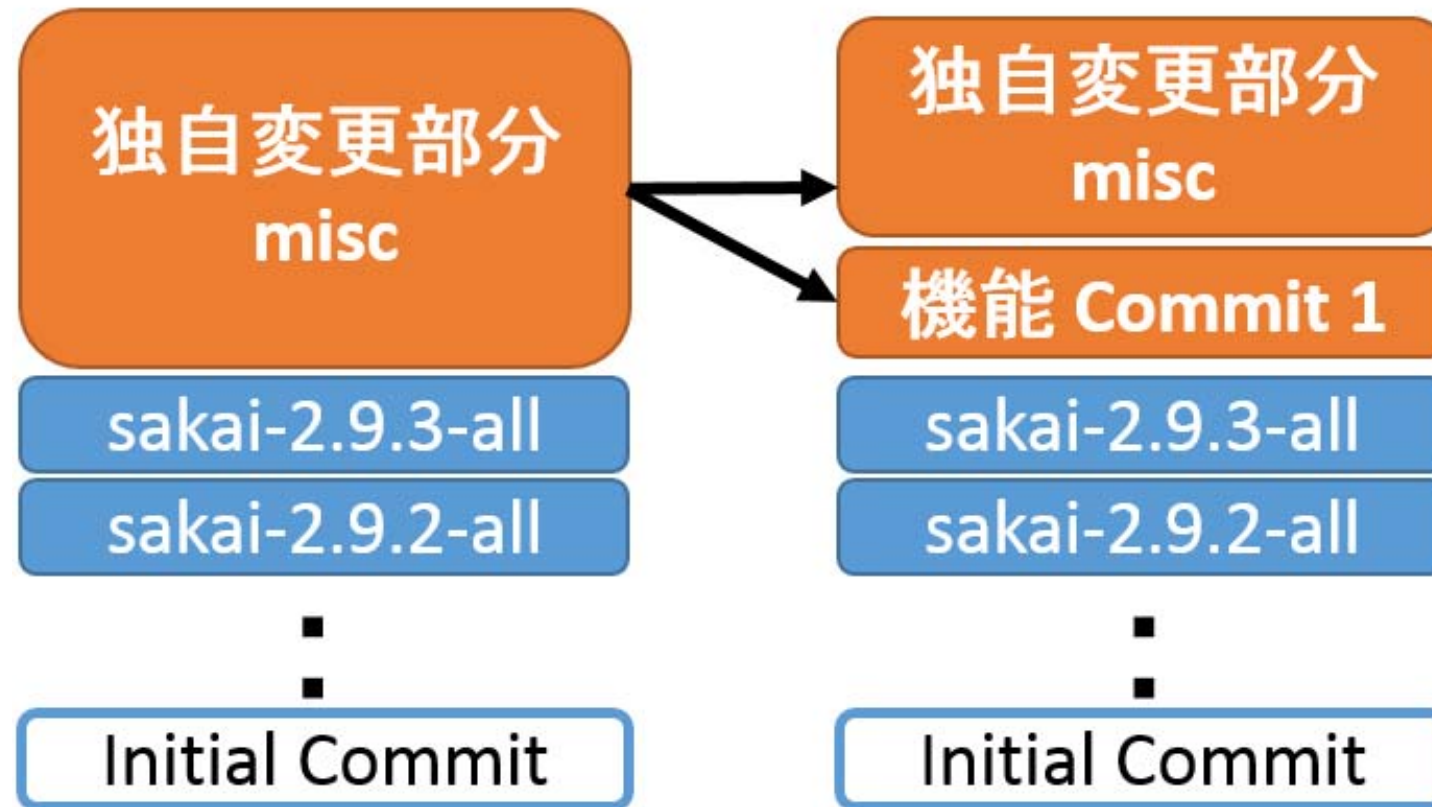 独自変更部分
misc
sakai-2.9.3-all
sakai-2.9.2-all
Initial Commit
独自変更部分
misc
機能 Commit 1
sakai-2.9.3-all
sakai-2.9.2-all
Initial Commit